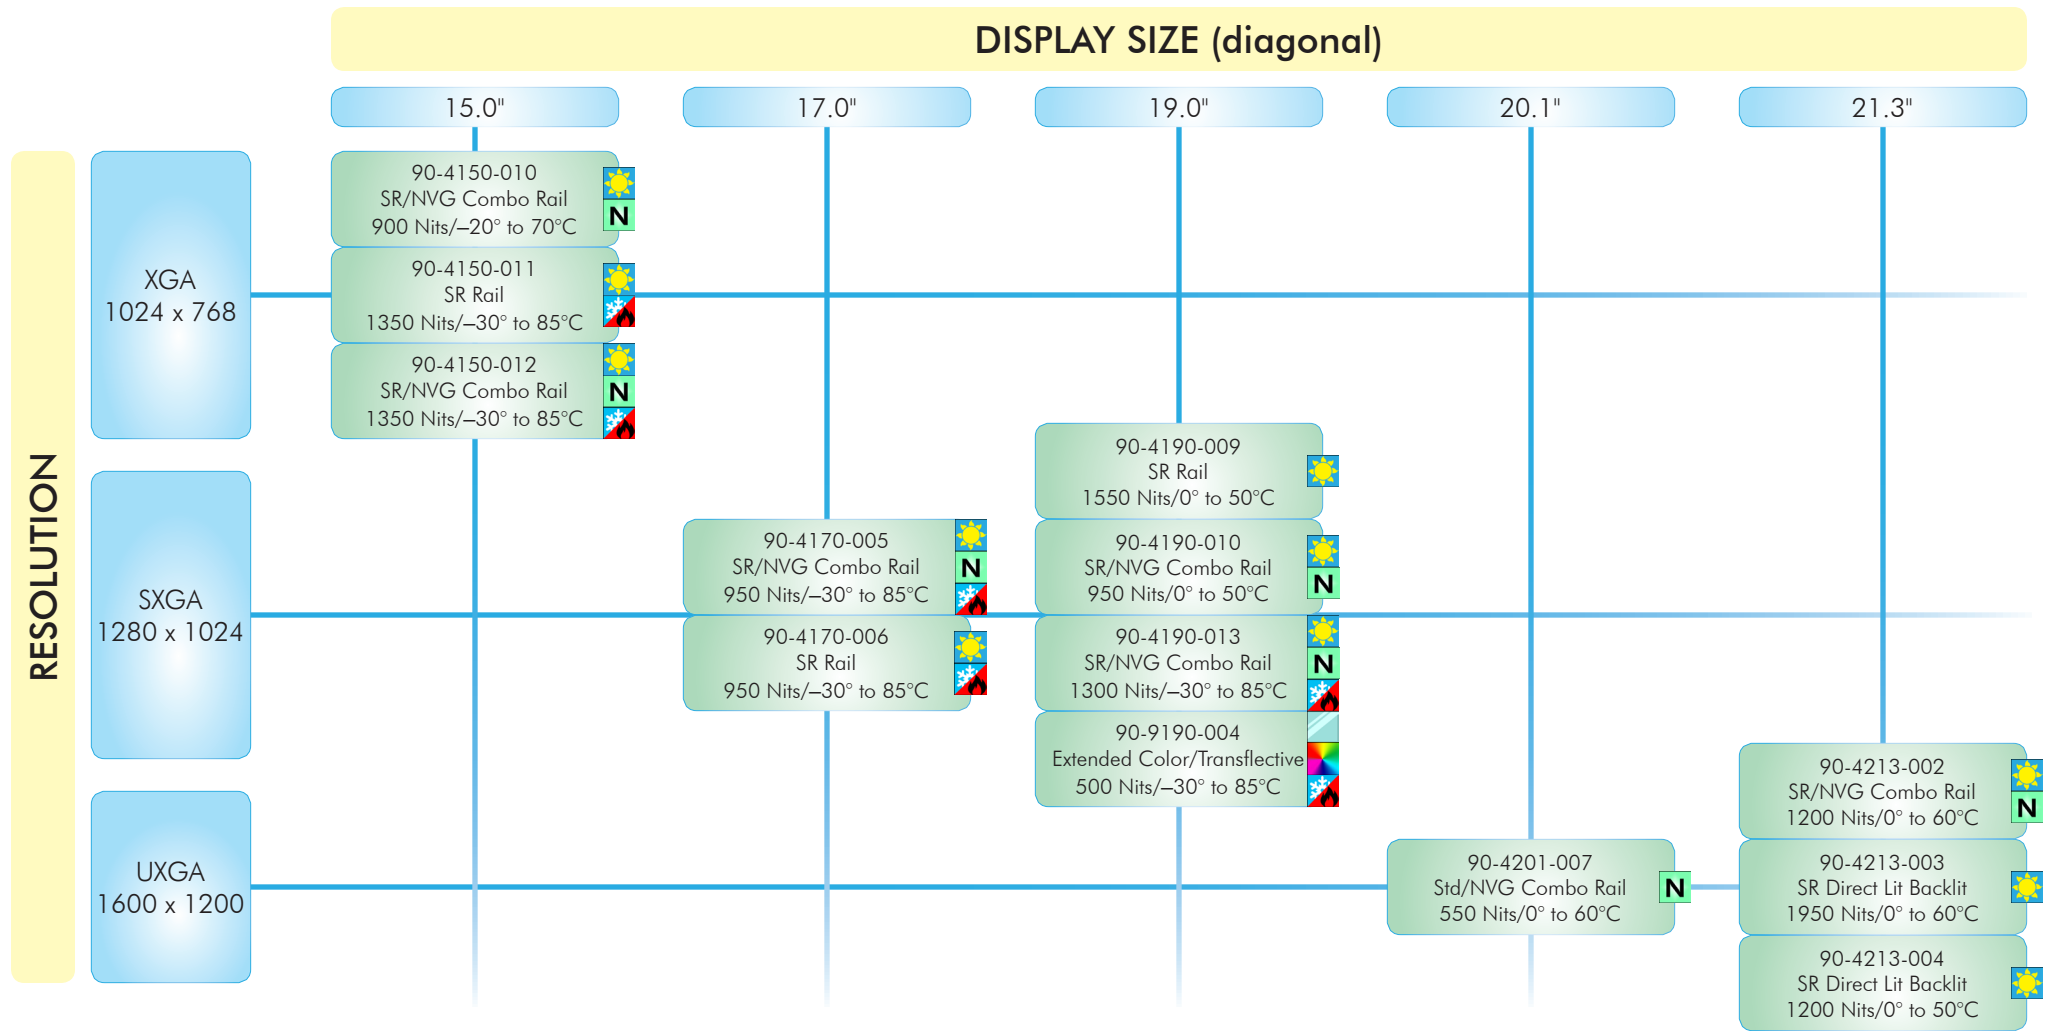 DISPLAY SIZE (diagonal)
15.0"
17.0"
19.0"
20.1"
21.3"
RESOLUTION
XGA
1024 x 768
90-4150-010
SR/NVG Combo Rail
900 Nits/–20° to 70°C
N
90-4150-011
SR Rail
1350 Nits/–30° to 85°C
90-4150-012
SR/NVG Combo Rail
1350 Nits/–30° to 85°C
N
SXGA
1280 x 1024
90-4170-005
SR/NVG Combo Rail
950 Nits/–30° to 85°C
N
90-4170-006
SR Rail
950 Nits/–30° to 85°C
90-4190-009
SR Rail
1550 Nits/0° to 50°C
90-4190-010
SR/NVG Combo Rail
950 Nits/0° to 50°C
N
90-4190-013
SR/NVG Combo Rail
1300 Nits/–30° to 85°C
N
90-9190-004
Extended Color/Transflective
500 Nits/–30° to 85°C
UXGA
1600 x 1200
90-4201-007
Std/NVG Combo Rail
550 Nits/0° to 60°C
N
90-4213-002
SR/NVG Combo Rail
1200 Nits/0° to 60°C
N
90-4213-003
SR Direct Lit Backlit
1950 Nits/0° to 60°C
90-4213-004
SR Direct Lit Backlit
1200 Nits/0° to 50°C